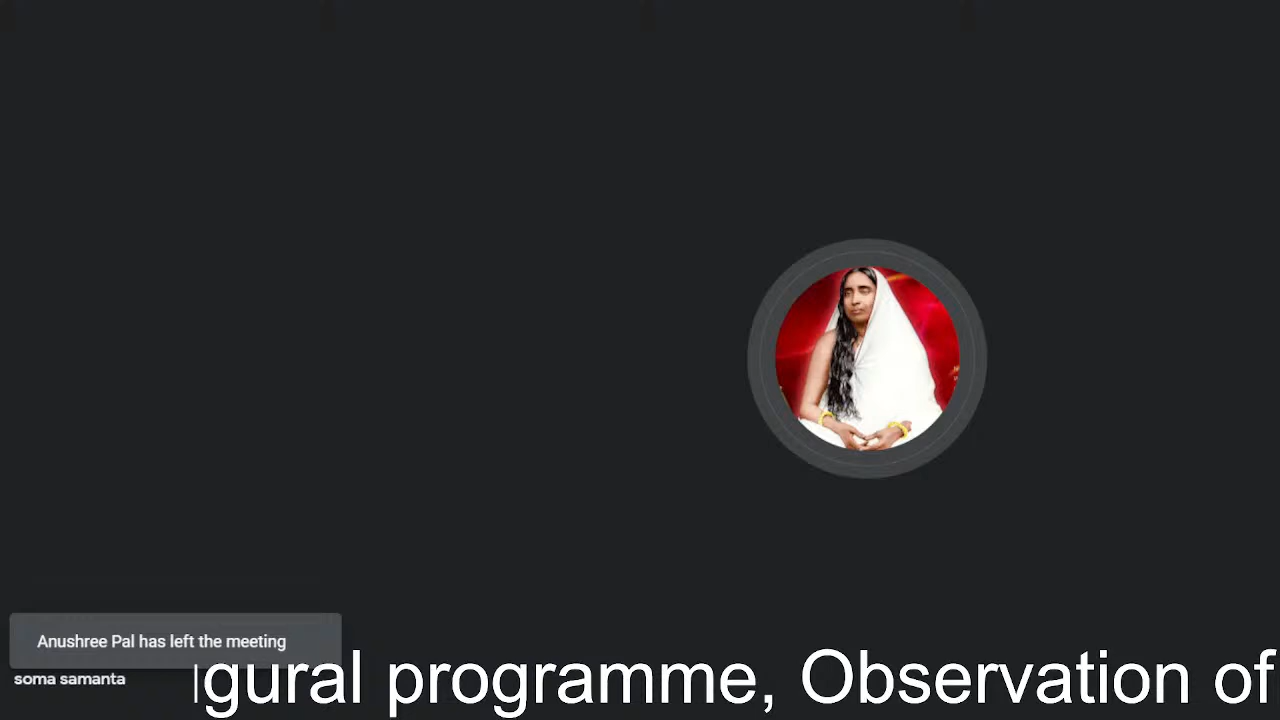 Anushree Pal has left the meeting
soma samanta
gural programme, Observation of